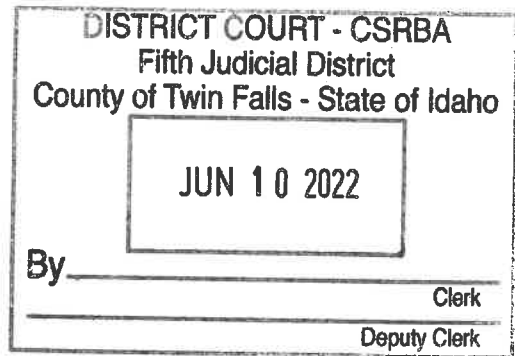 DISTRICT COURT - CSRBA
Fifth Judicial District
County of Twin Falls - State of Idaho
JUN 10 2022
By
Clerk
Deputy Clerk